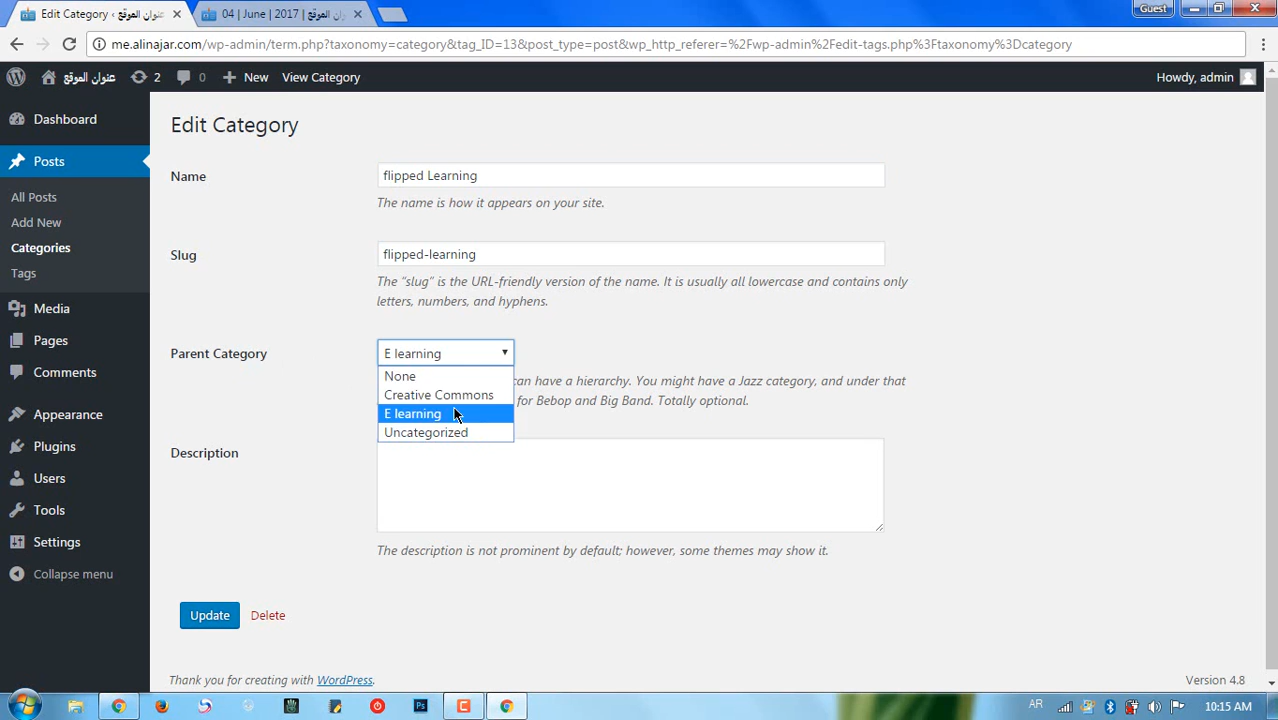 Edit Category ‹ عنوان الموقع
04 | June | 2017 | عنوان الموقع
Guest
me.alinajar.com/wp-admin/term.php?taxonomy=category&tag_ID=13&post_type=post&wp_http_referer=%2Fwp-admin%2Fedit-tags.php%3Ftaxonomy%3Dcategory
عنوان الموقع 2 0 New View Category Howdy, admin
Dashboard
Posts
All Posts
Add New
Categories
Tags
Media
Pages
Comments
Appearance
Plugins
Users
Tools
Settings
Collapse menu
Edit Category
Name
flipped Learning
The name is how it appears on your site.
Slug
flipped-learning
The “slug” is the URL-friendly version of the name. It is usually all lowercase and contains only
letters, numbers, and hyphens.
Parent Category
E learning
None
Creative Commons
E learning
Uncategorized
can have a hierarchy. You might have a Jazz category, and under that
for Bebop and Big Band. Totally optional.
Description
The description is not prominent by default; however, some themes may show it.
Update Delete
Thank you for creating with WordPress.
Version 4.8
AR
10:15 AM